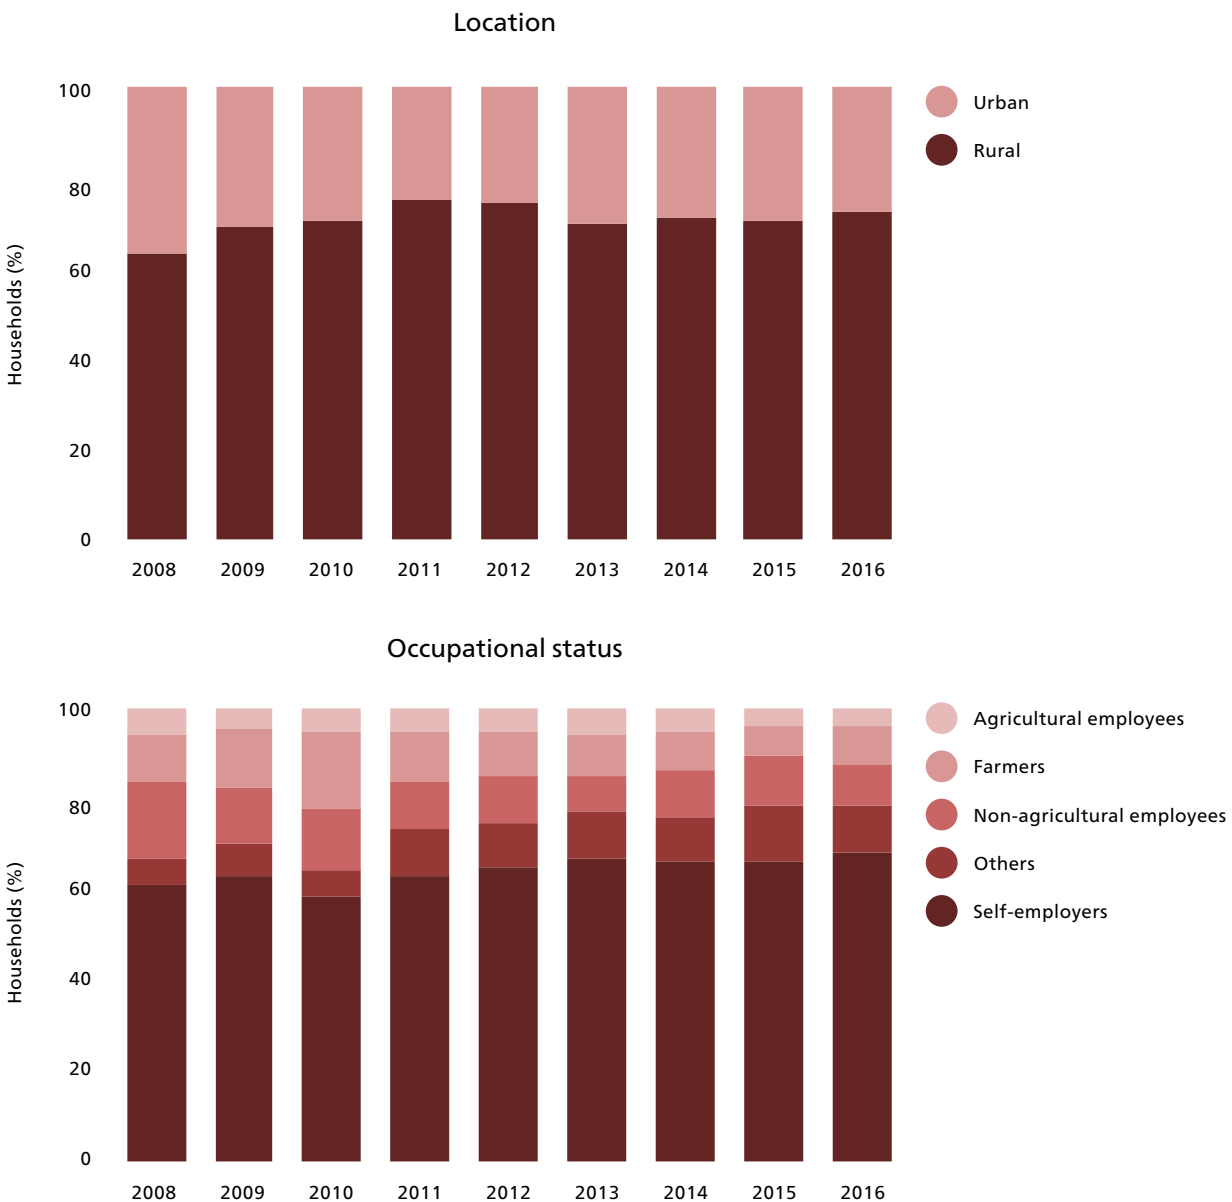 Location
100
80
60
40
20
0
Households (%)
2008 2009 2010 2011 2012 2013 2014 2015 2016
Urban
Rural
Occupational status
100
80
60
40
20
0
Households (%)
2008 2009 2010 2011 2012 2013 2014 2015 2016
Agricultural employees
Farmers
Non-agricultural employees
Others
Self-employers